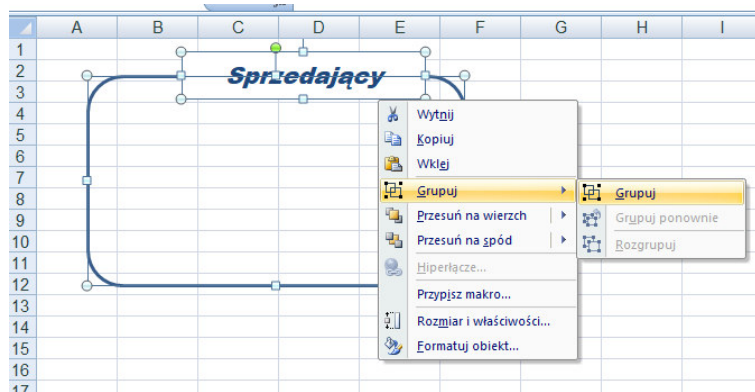 A B C D E F G H I
1
2
Sprzedający
3
4
Wytnij
5
Kopiuj
6
Wklej
7
8
Grupuj
Grupuj
9
Przesuń na wierzch
Grupuj ponownie
10
Przesuń na spód
Rozgrupuj
11
Hiperłącze...
12
13
Przypisz makro...
14
Rozmiar i właściwości...
15
Formatuj obiekt...
16
17